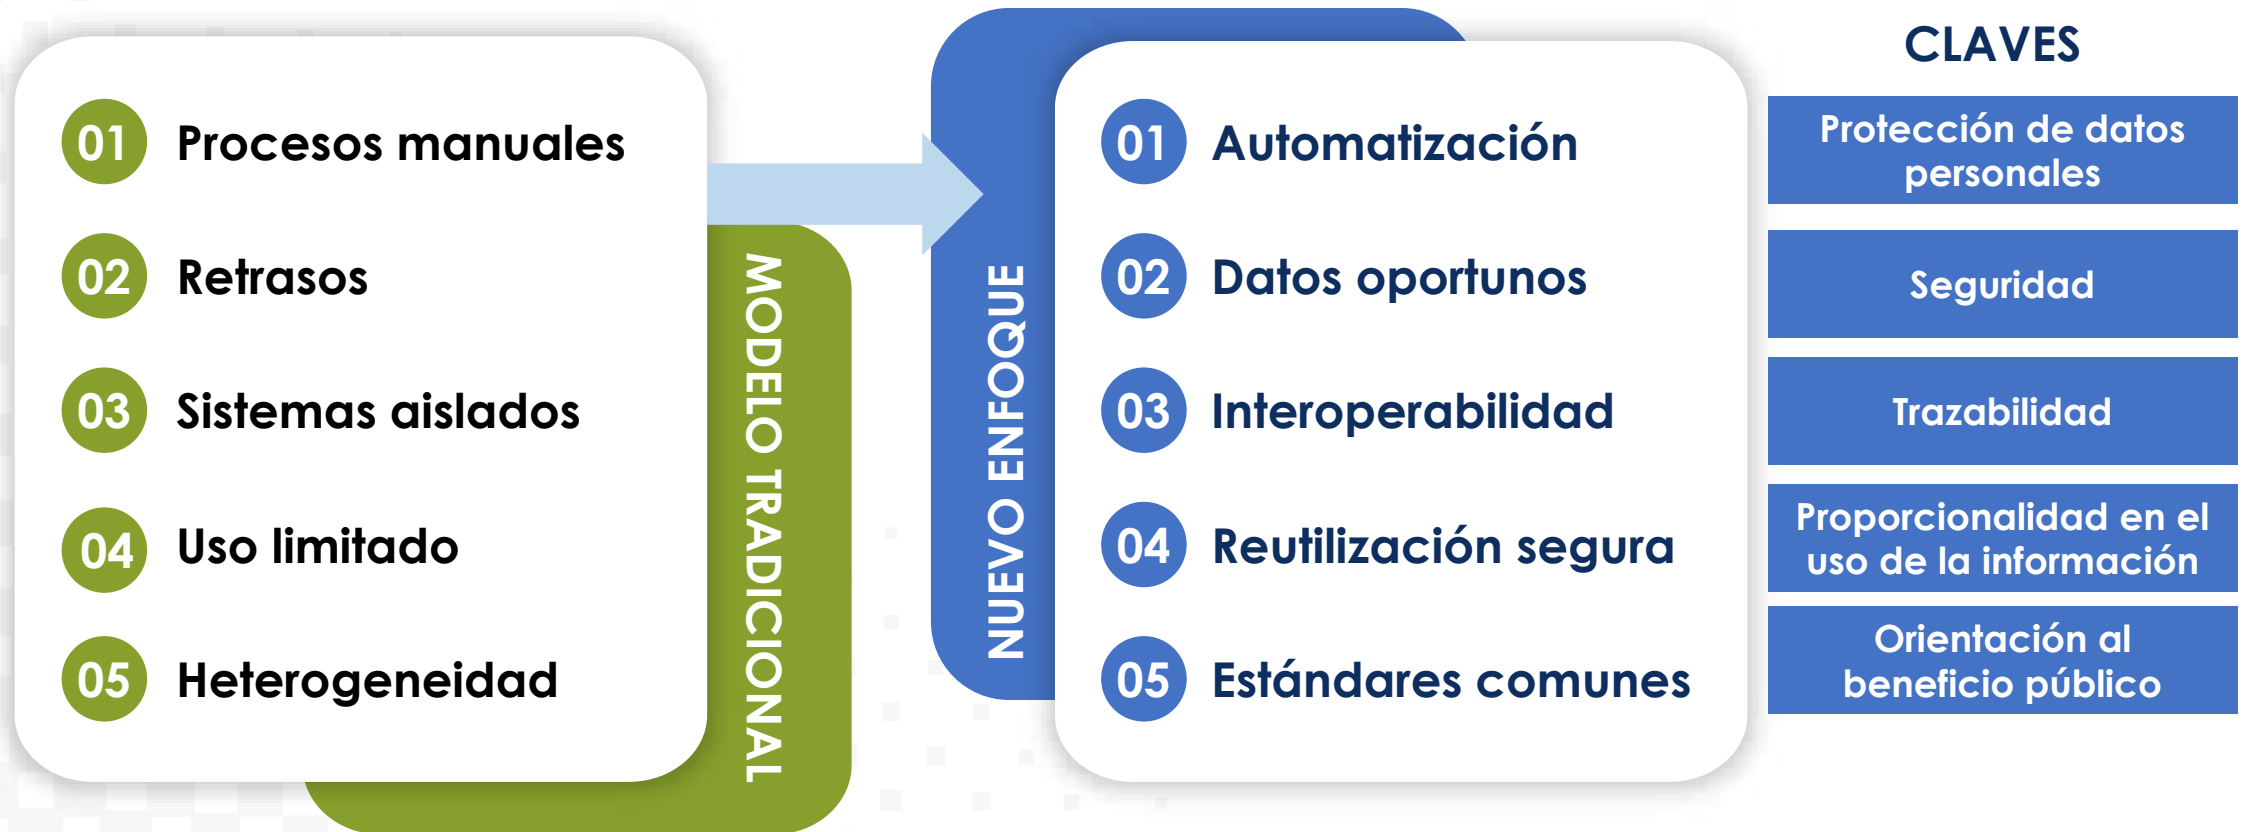 01 Procesos manuales
02 Retrasos
03 Sistemas aislados
04 Uso limitado
05 Heterogeneidad
MODELO TRADICIONAL
NUEVO ENFOQUE
01 Automatización
02 Datos oportunos
03 Interoperabilidad
04 Reutilización segura
05 Estándares comunes
CLAVES
Protección de datos
personales
Seguridad
Trazabilidad
Proporcionalidad en el
uso de la información
Orientación al
beneficio público